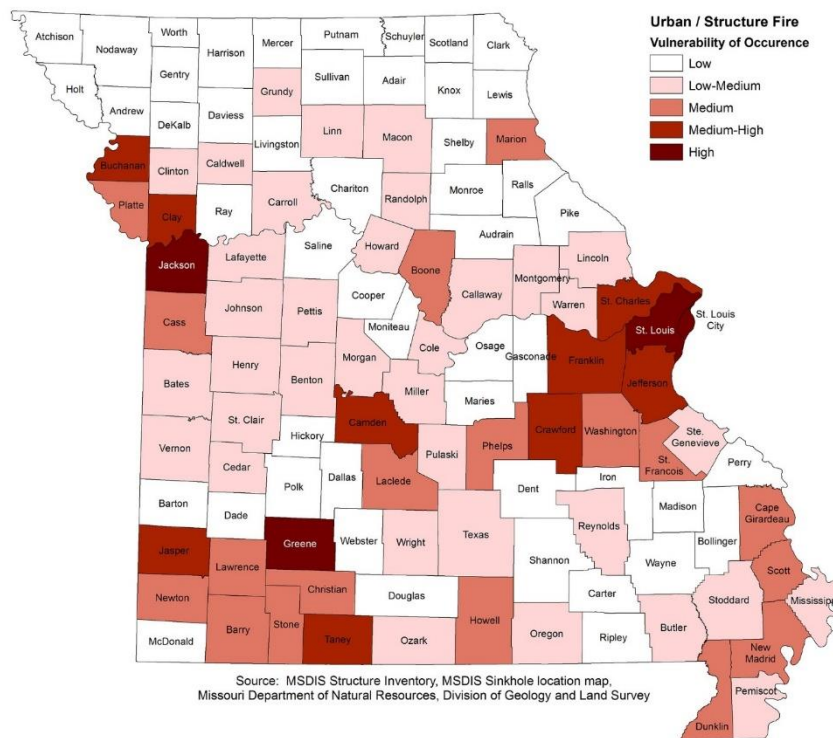 Urban / Structure Fire
Vulnerability of Occurence
Low
Low-Medium
Medium
Medium-High
High
Atchison
Nodaway
Worth
Harrison
Mercer
Putnam
Schuyler
Scotland
Clark
Gentry
Sullivan
Adair
Holt
Grundy
Knox
Lewis
Andrew
DeKalb
Daviess
Linn
Macon
Shelby
Marion
Livingston
Buchanan
Clinton
Caldwell
Chariton
Monroe
Ralls
Platte
Clay
Ray
Carroll
Randolph
Pike
Audrain
Saline
Howard
Boone
Lincoln
Jackson
Lafayette
Callaway
Montgomery
Warren
St. Charles
Cooper
St. Louis
St. Louis
City
Johnson
Pettis
Moniteau
Cass
Cole
Osage
Gasconade
Franklin
Jefferson
Morgan
Henry
Benton
Miller
Bates
Maries
St. Clair
Camden
Crawford
Washington
Ste.
Genevieve
Hickory
Phelps
St.
Francois
Vernon
Cedar
Pulaski
Perry
Dallas
Laclede
Polk
Dent
Iron
Barton
Dade
Madison
Cape
Girardeau
Reynolds
Bollinger
Jasper
Greene
Webster
Wright
Texas
Shannon
Wayne
Lawrence
Scott
Newton
Christian
Douglas
Carter
Stoddard
Mississippi
Stone
Howell
McDonald
Barry
Taney
Ozark
Oregon
Ripley
Butler
New
Madrid
Pemiscot
Dunklin
Source: MSDIS Structure Inventory, MSDIS Sinkhole location map,
Missouri Department of Natural Resources, Division of Geology and Land Survey